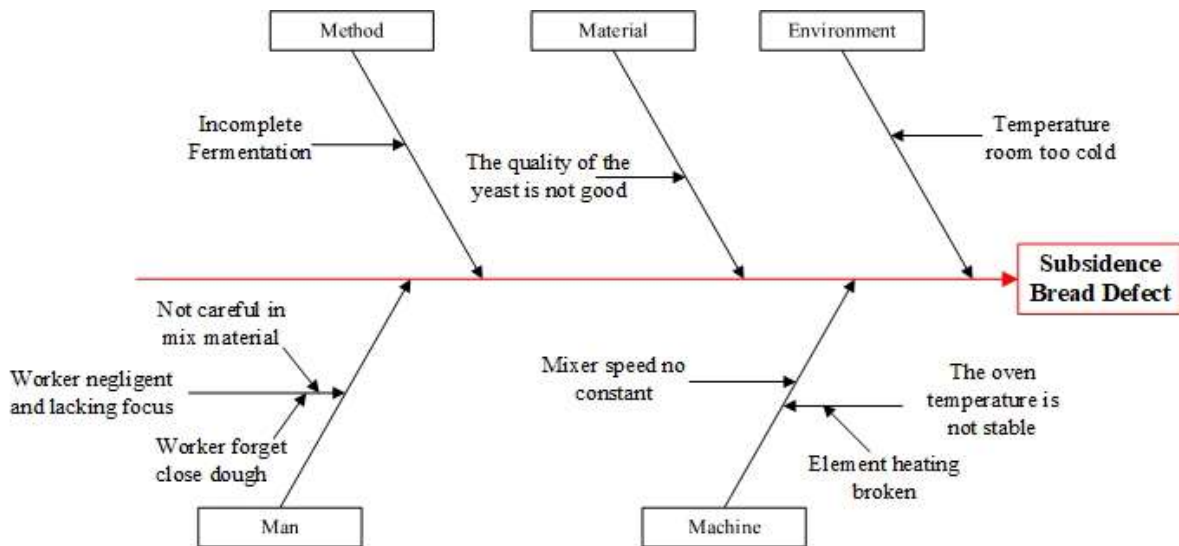 Method
Material
Environment
Incomplete
Fermentation
The quality of the
yeast is not good
Temperature
room too cold
Subsidence
Bread Defect
Not careful in
mix material
Worker negligent
and lacking focus
Worker forget
close dough
Mixer speed no
constant
The oven
temperature is
not stable
Element heating
broken
Man
Machine